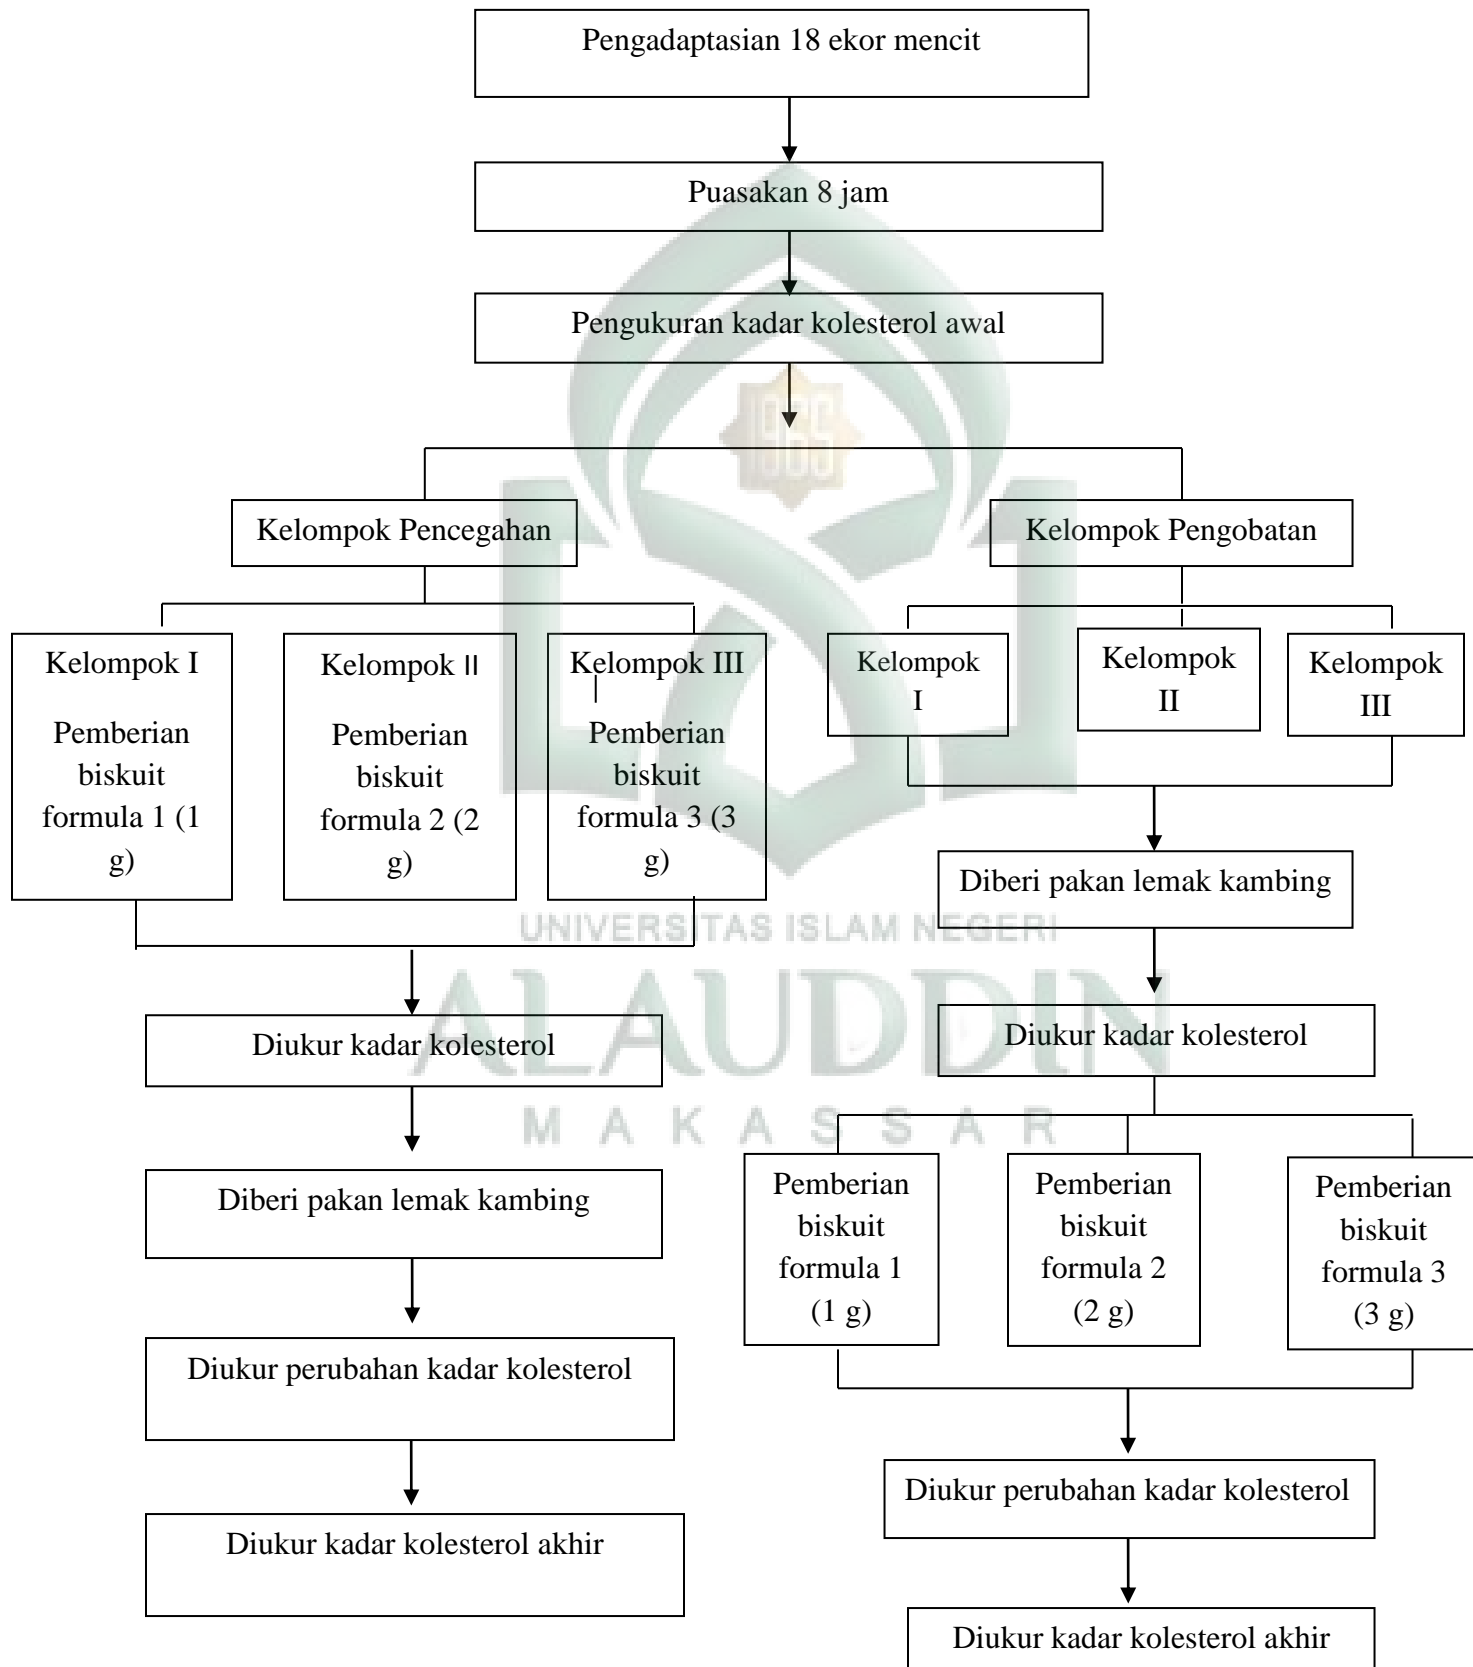 Pengadaptasian 18 ekor mencit
Puasakan 8 jam
Pengukuran kadar kolesterol awal
1965
Kelompok Pencegahan
Kelompok Pengobatan
Kelompok I
Pemberian
biskuit
formula 1 (1
g)
Kelompok II
Pemberian
biskuit
formula 2 (2
g)
Kelompok III
Pemberian
biskuit
formula 3 (3
g)
Kelompok
I
Kelompok
II
Kelompok
III
Diberi pakan lemak kambing
UNIVERSITAS ISLAM NEGERI
ALAUDDIN
MAKASSAR
Diukur kadar kolesterol
Diukur kadar kolesterol
Diberi pakan lemak kambing
Pemberian
biskuit
formula 1
(1 g)
Pemberian
biskuit
formula 2
(2 g)
Pemberian
biskuit
formula 3
(3 g)
Diukur perubahan kadar kolesterol
Diukur perubahan kadar kolesterol
Diukur kadar kolesterol akhir
Diukur kadar kolesterol akhir